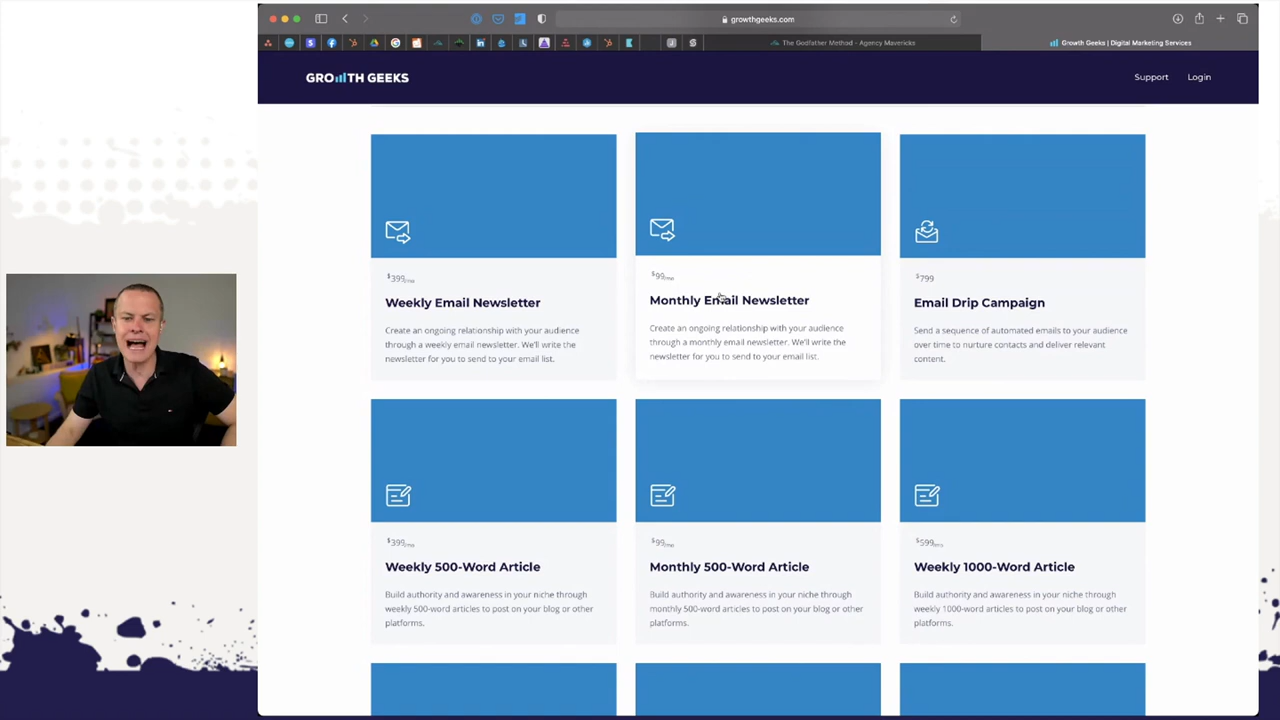 growthgeeks.com
The Godfather Method - Agency Mavericks
Growth Geeks | Digital Marketing Services
GROWTH GEEKS
Support
Login
$399/mo
Weekly Email Newsletter
Create an ongoing relationship with your audience
through a weekly email newsletter. We'll write the
newsletter for you to send to your email list.
$99/mo
Monthly Email Newsletter
Create an ongoing relationship with your audience
through a monthly email newsletter. We'll write the
newsletter for you to send to your email list.
$799
Email Drip Campaign
Send a sequence of automated emails to your audience
over time to nurture contacts and deliver relevant
content.
$399/mo
Weekly 500-Word Article
Build authority and awareness in your niche through
weekly 500-word articles to post on your blog or other
platforms.
$99/mo
Monthly 500-Word Article
Build authority and awareness in your niche through
monthly 500-word articles to post on your blog or other
platforms.
$599/mo
Weekly 1000-Word Article
Build authority and awareness in your niche through
weekly 1000-word articles to post on your blog or other
platforms.